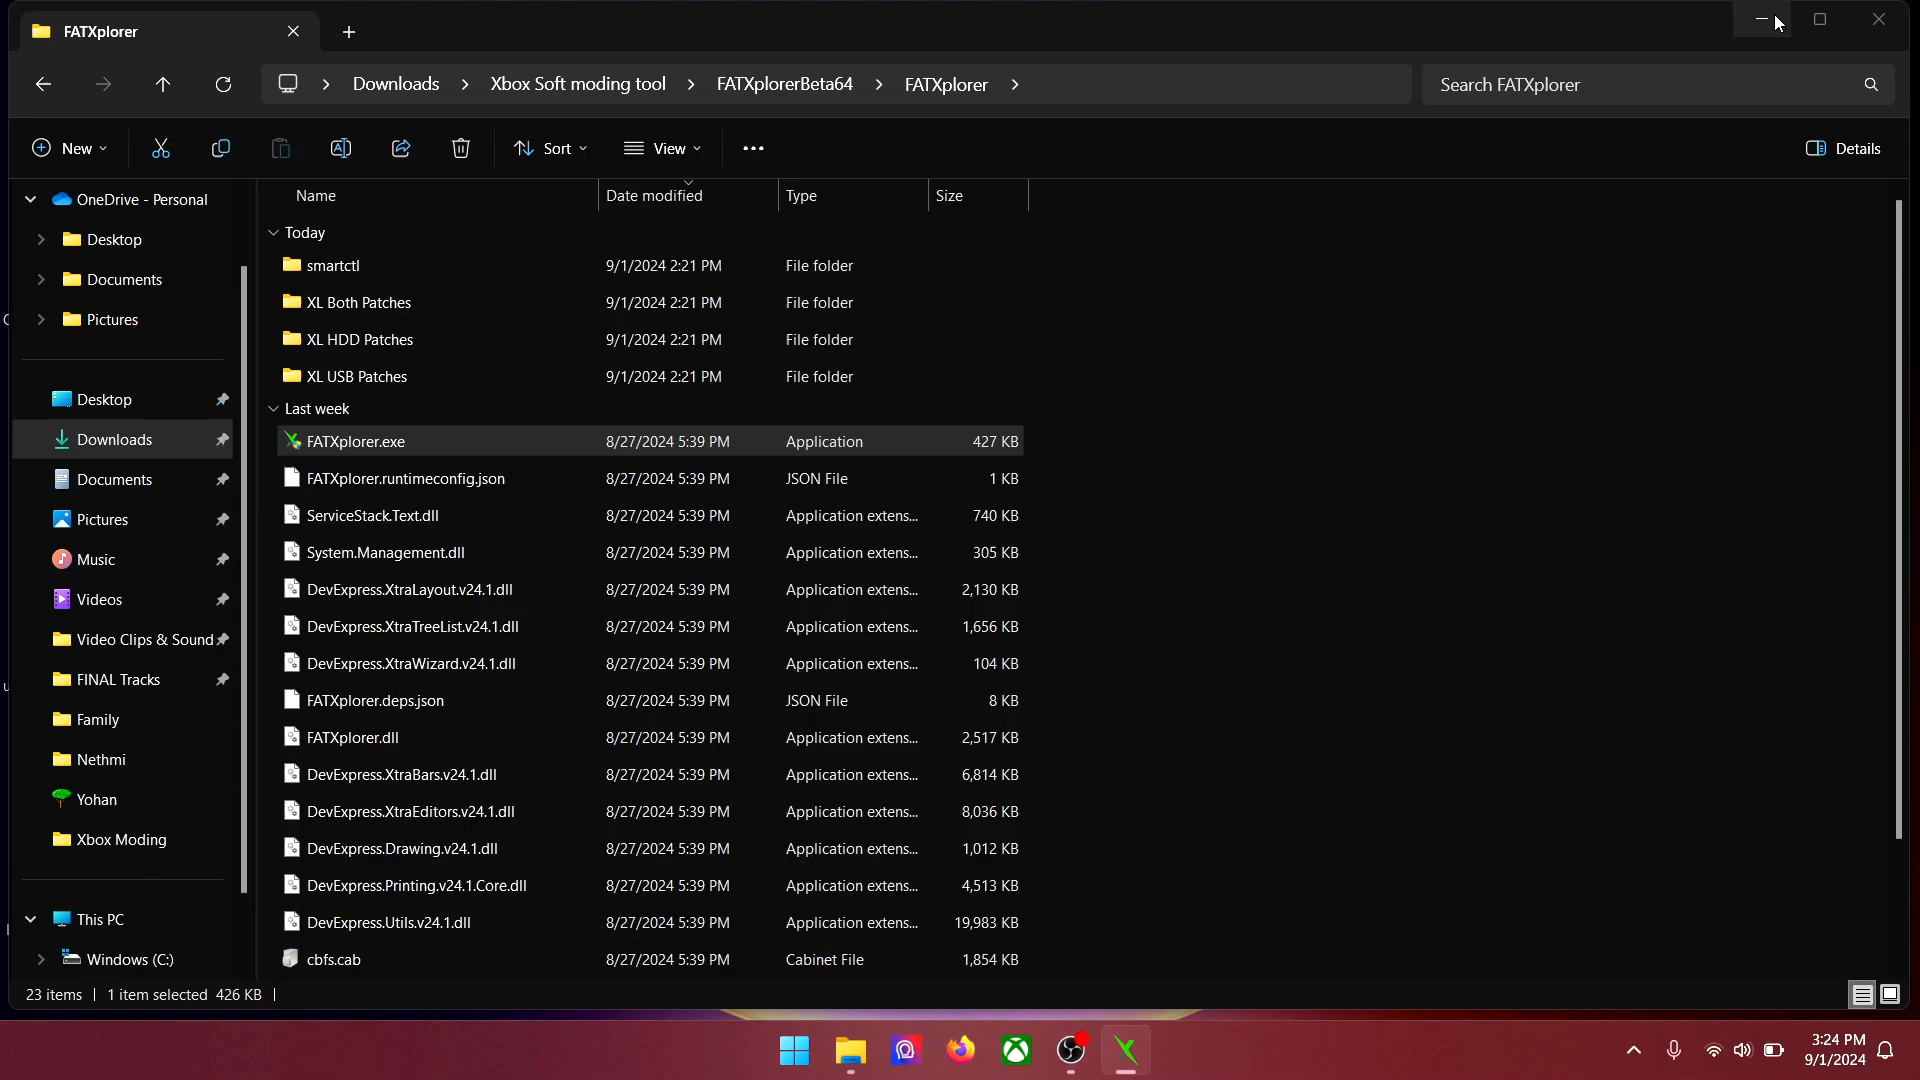 FATXplorer
Downloads > Xbox Soft moding tool > FATXplorerBeta64 > FATXplorer >
Search FATXplorer
New
Sort
View
Details
OneDrive - Personal
Desktop
Documents
Pictures
Desktop
Downloads
Documents
Pictures
Music
Videos
Video Clips & Sound
FINAL Tracks
Family
Nethmi
Yohan
Xbox Moding
This PC
Windows (C:)
Name Date modified Type Size
Today
smartctl 9/1/2024 2:21 PM File folder
XL Both Patches 9/1/2024 2:21 PM File folder
XL HDD Patches 9/1/2024 2:21 PM File folder
XL USB Patches 9/1/2024 2:21 PM File folder
Last week
FATXplorer.exe 8/27/2024 5:39 PM Application 427 KB
FATXplorer.runtimeconfig.json 8/27/2024 5:39 PM JSON File 1 KB
ServiceStack.Text.dll 8/27/2024 5:39 PM Application extens... 740 KB
System.Management.dll 8/27/2024 5:39 PM Application extens... 305 KB
DevExpress.XtraLayout.v24.1.dll 8/27/2024 5:39 PM Application extens... 2,130 KB
DevExpress.XtraTreeList.v24.1.dll 8/27/2024 5:39 PM Application extens... 1,656 KB
DevExpress.XtraWizard.v24.1.dll 8/27/2024 5:39 PM Application extens... 104 KB
FATXplorer.deps.json 8/27/2024 5:39 PM JSON File 8 KB
FATXplorer.dll 8/27/2024 5:39 PM Application extens... 2,517 KB
DevExpress.XtraBars.v24.1.dll 8/27/2024 5:39 PM Application extens... 6,814 KB
DevExpress.XtraEditors.v24.1.dll 8/27/2024 5:39 PM Application extens... 8,036 KB
DevExpress.Drawing.v24.1.dll 8/27/2024 5:39 PM Application extens... 1,012 KB
DevExpress.Printing.v24.1.Core.dll 8/27/2024 5:39 PM Application extens... 4,513 KB
DevExpress.Utils.v24.1.dll 8/27/2024 5:39 PM Application extens... 19,983 KB
cbfs.cab 8/27/2024 5:39 PM Cabinet File 1,854 KB
23 items 1 item selected 426 KB
3:24 PM
9/1/2024